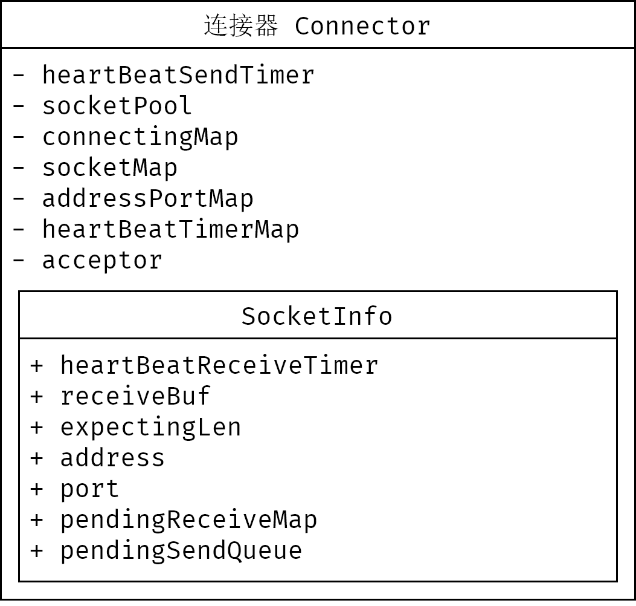 连接器 Connector
- heartBeatSendTimer
- socketPool
- connectingMap
- socketMap
- addressPortMap
- heartBeatTimerMap
- acceptor
SocketInfo
+ heartBeatReceiveTimer
+ receiveBuf
+ expectingLen
+ address
+ port
+ pendingReceiveMap
+ pendingSendQueue